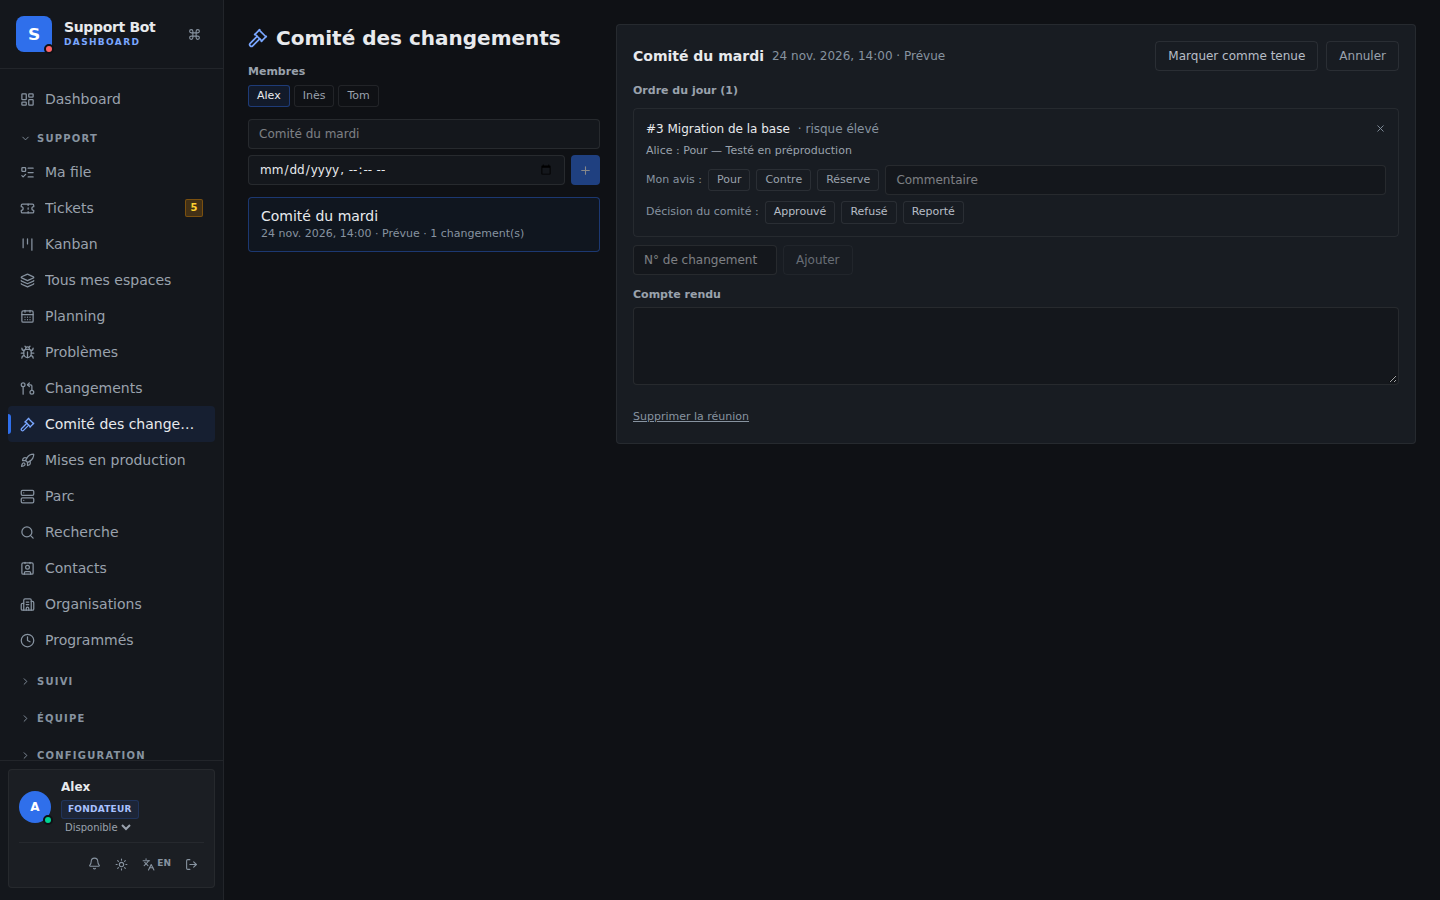 S
Support Bot
DASHBOARD
⌘
Dashboard
SUPPORT
Ma file
Tickets
5
Kanban
Tous mes espaces
Planning
Problèmes
Changements
Comité des change…
Mises en production
Parc
Recherche
Contacts
Organisations
Programmés
SUIVI
ÉQUIPE
CONFIGURATION
A
Alex
FONDATEUR
Disponible
EN
Comité des changements
Membres
Alex Inès Tom
Comité du mardi
mm/dd/yyyy, --:-- --
+
Comité du mardi
24 nov. 2026, 14:00 · Prévue · 1 changement(s)
Comité du mardi 24 nov. 2026, 14:00 · Prévue
Marquer comme tenue Annuler
Ordre du jour (1)
#3 Migration de la base · risque élevé
Alice : Pour — Testé en préproduction
Mon avis : Pour Contre Réserve Commentaire
Décision du comité : Approuvé Refusé Reporté
N° de changement Ajouter
Compte rendu
Supprimer la réunion